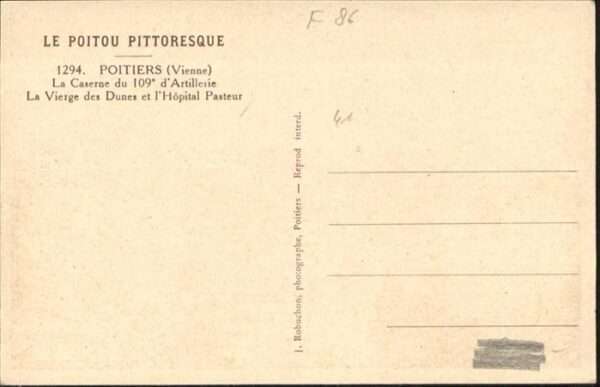 F 86
LE POITOU PITTORESQUE
1294. POITIERS (Vienne)
La Caserne du 109e d'Artillerie
La Vierge des Dunes et l'Hôpital Pasteur
J. Robuchon, photographe, Poitiers — Reprod interd.